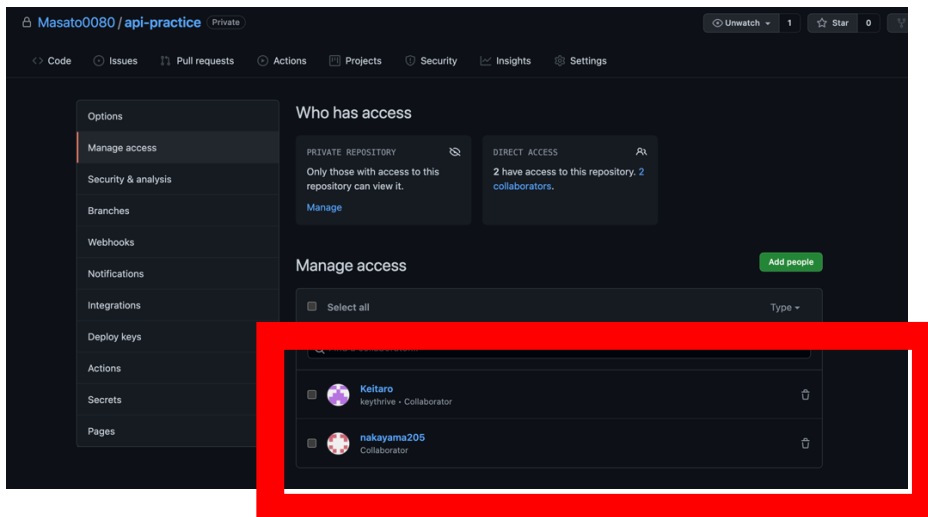 Masato0080 / api-practice Private
Unwatch 1 Star 0
Code Issues Pull requests Actions Projects Security Insights Settings
Options
Manage access
Security & analysis
Branches
Webhooks
Notifications
Integrations
Deploy keys
Actions
Secrets
Pages
Who has access
PRIVATE REPOSITORY
Only those with access to this
repository can view it.
Manage
DIRECT ACCESS
2 have access to this repository. 2
collaborators.
Manage access
Add people
Select all
Type
Keitaro
keythrive • Collaborator
nakayama205
Collaborator